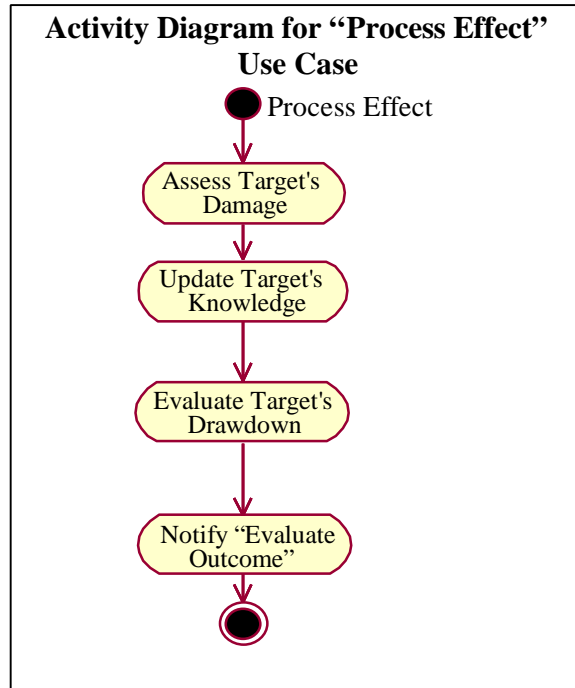 Activity Diagram for “Process Effect”
Use Case
Process Effect
Assess Target's
Damage
Update Target's
Knowledge
Evaluate Target's
Drawdown
Notify “Evaluate
Outcome”